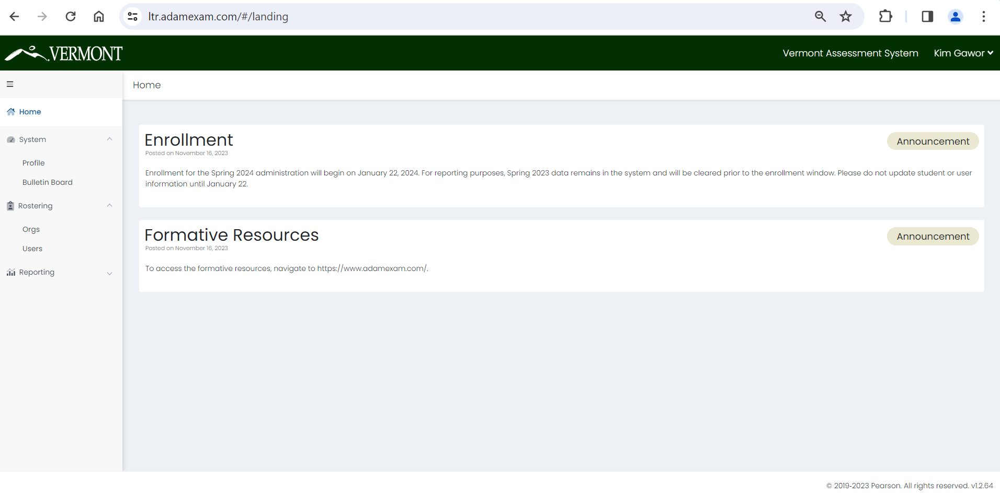 ltr.adamexam.com/#/landing
VERMONT
Vermont Assessment System
Kim Gawor
Home
Home
System
Profile
Bulletin Board
Rostering
Orgs
Users
Reporting
Enrollment
Announcement
Posted on November 16, 2023
Enrollment for the Spring 2024 administration will begin on January 22, 2024. For reporting purposes, Spring 2023 data remains in the system and will be cleared prior to the enrollment window. Please do not update student or user
information until January 22.
Formative Resources
Announcement
Posted on November 16, 2023
To access the formative resources, navigate to https://www.adamexam.com/.
© 2019-2023 Pearson. All rights reserved. v1.2.64